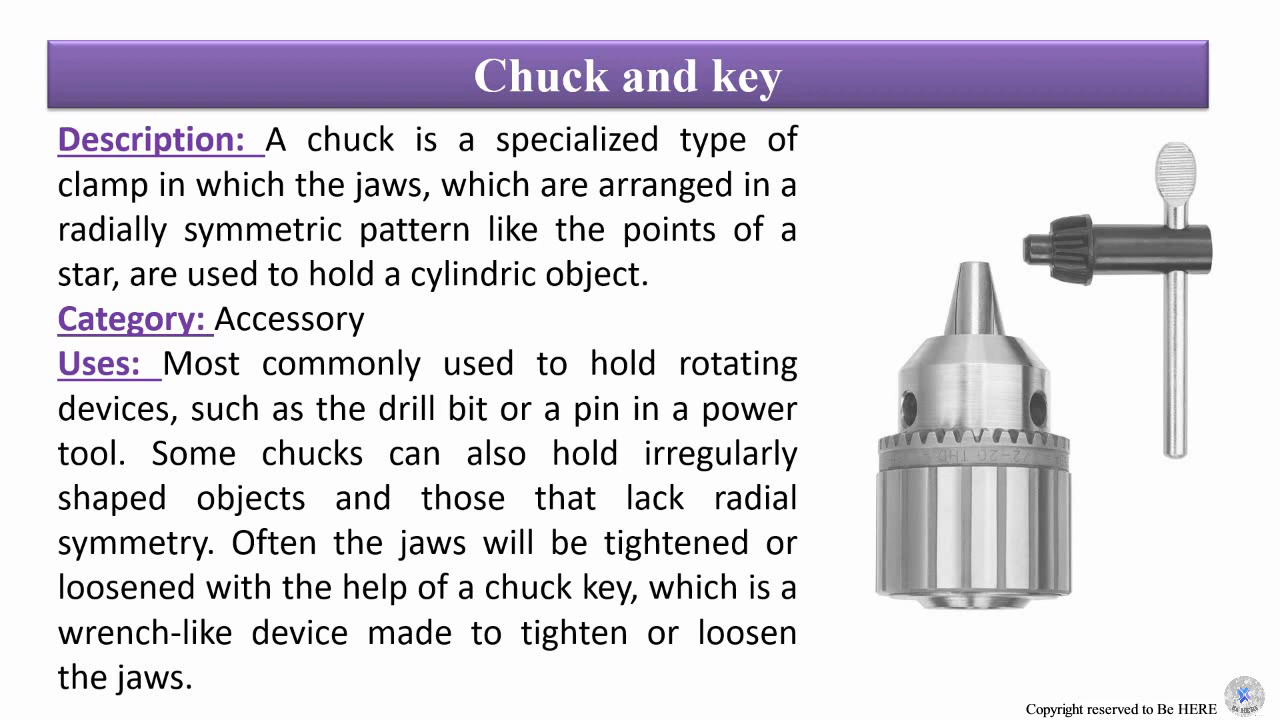 Chuck and key
Description: A chuck is a specialized type of
clamp in which the jaws, which are arranged in a
radially symmetric pattern like the points of a
star, are used to hold a cylindric object.
Category: Accessory
Uses: Most commonly used to hold rotating
devices, such as the drill bit or a pin in a power
tool. Some chucks can also hold irregularly
shaped objects and those that lack radial
symmetry. Often the jaws will be tightened or
loosened with the help of a chuck key, which is a
wrench-like device made to tighten or loosen
the jaws.
Copyright reserved to Be HERE